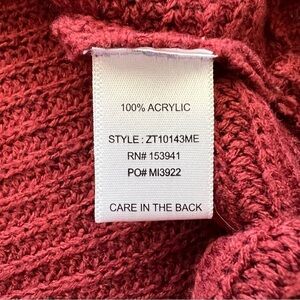 100% ACRYLIC
STYLE : ZT10143ME
RN# 153941
PO# MI3922
CARE IN THE BACK